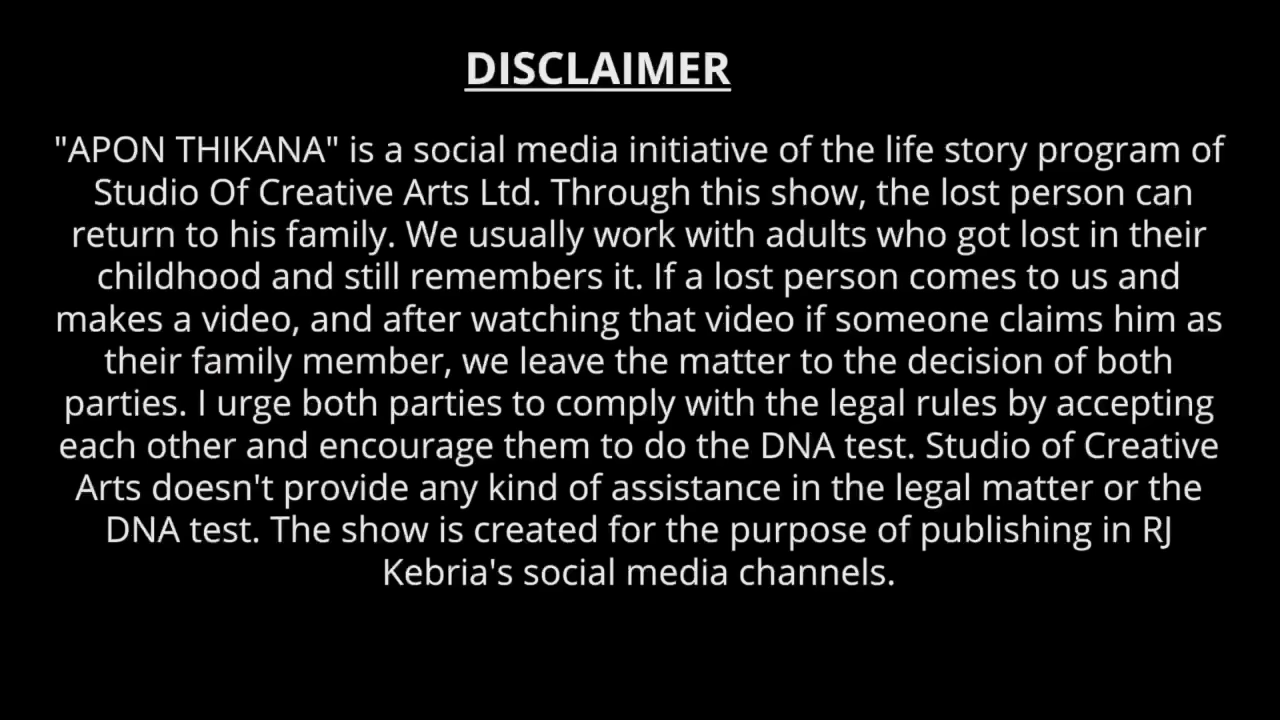 DISCLAIMER
"APON THIKANA" is a social media initiative of the life story program of
Studio Of Creative Arts Ltd. Through this show, the lost person can
return to his family. We usually work with adults who got lost in their
childhood and still remembers it. If a lost person comes to us and
makes a video, and after watching that video if someone claims him as
their family member, we leave the matter to the decision of both
parties. I urge both parties to comply with the legal rules by accepting
each other and encourage them to do the DNA test. Studio of Creative
Arts doesn't provide any kind of assistance in the legal matter or the
DNA test. The show is created for the purpose of publishing in RJ
Kebria's social media channels.